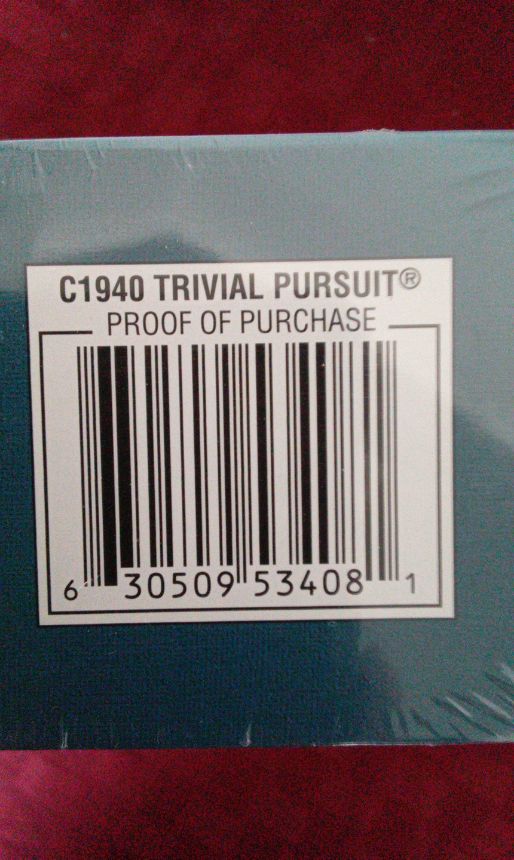 C1940 TRIVIAL PURSUIT®
PROOF OF PURCHASE
6 30509 53408 1